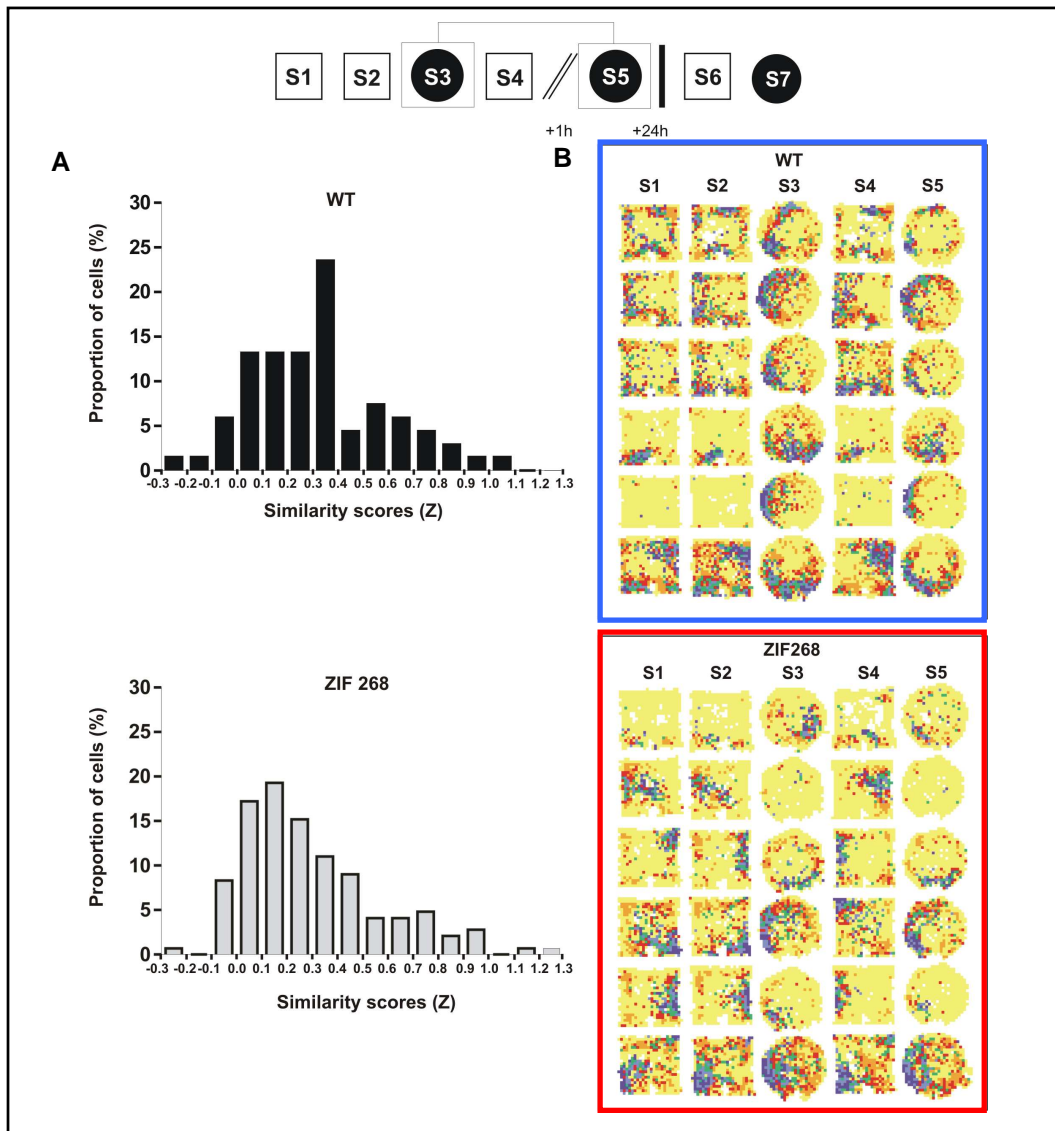 S1 S2 S3 S4 S5 S6 S7
+1h +24h
A
WT
30
25
20
15
10
5
0
Proportion of cells (%)
-0.3 -0.2 -0.1 0.0 0.1 0.2 0.3 0.4 0.5 0.6 0.7 0.8 0.9 1.0 1.1 1.2 1.3
Similarity scores (Z)
B
WT
S1 S2 S3 S4 S5
ZIF 268
30
25
20
15
10
5
0
Proportion of cells (%)
-0.3 -0.2 -0.1 0.0 0.1 0.2 0.3 0.4 0.5 0.6 0.7 0.8 0.9 1.0 1.1 1.2 1.3
Similarity scores (Z)
ZIF268
S1 S2 S3 S4 S5